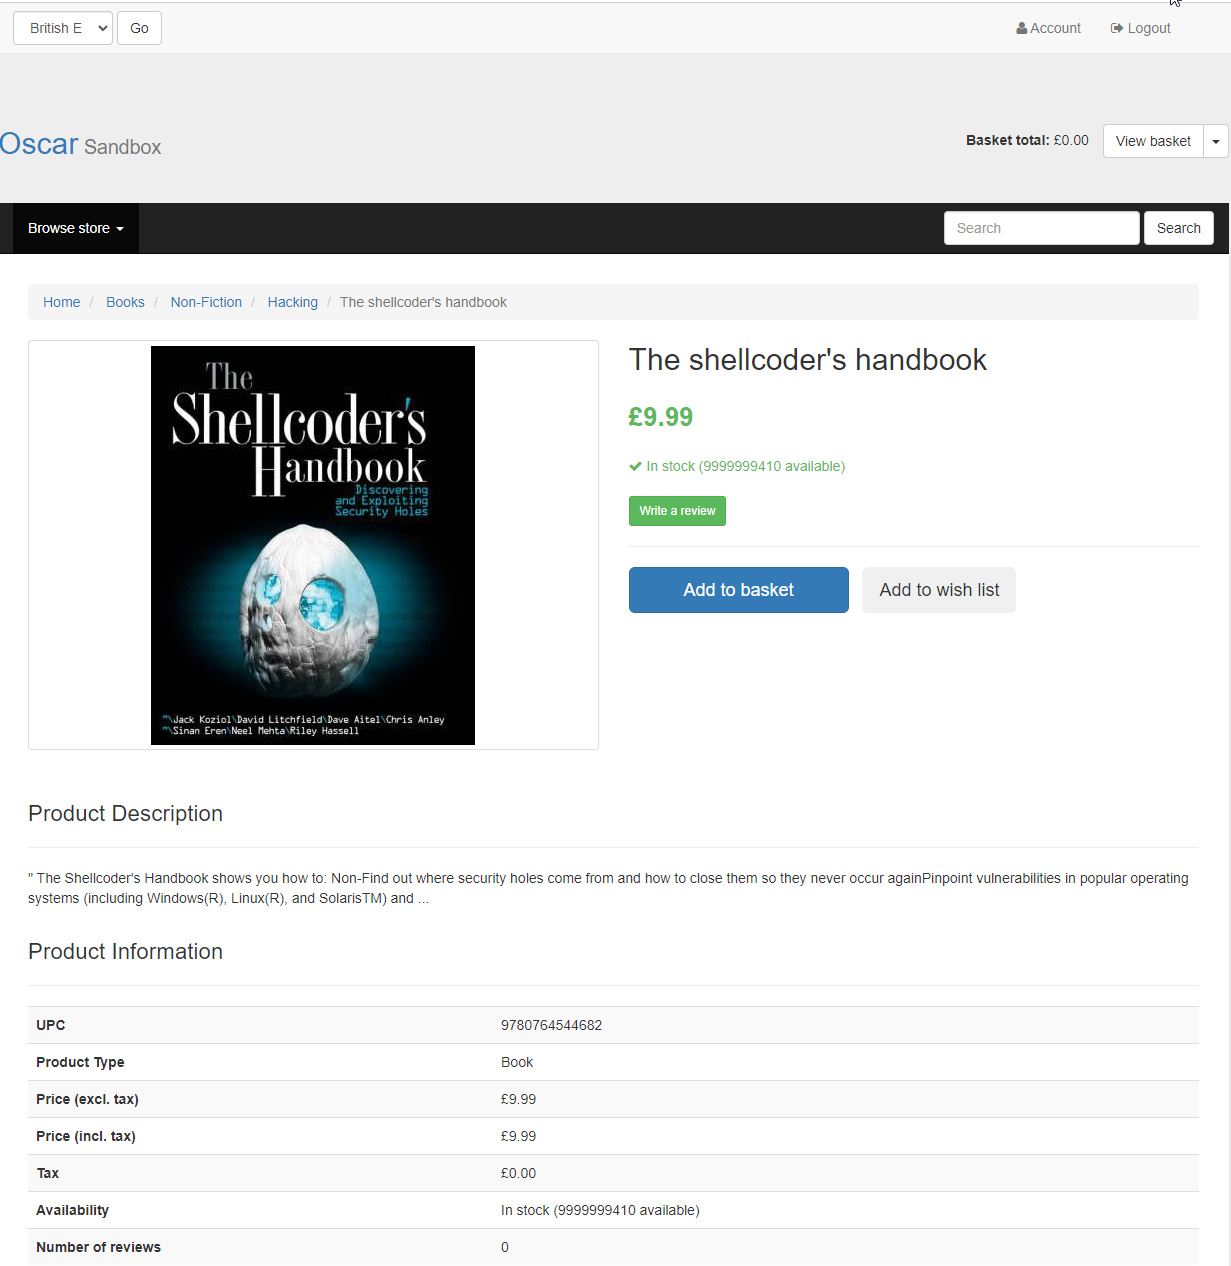 British E
Go
Account
Logout
Oscar Sandbox
Basket total: £0.00
View basket
Browse store
Search
Search
Home / Books / Non-Fiction / Hacking / The shellcoder's handbook
The
Shellcoder's
Handbook
Discovering
and Exploiting
Security Holes
"\Jack Koziol\David Litchfield\Dave Aitel\Chris Anley
"\Sinan Eren\Neel Mehta\Riley Hassell
The shellcoder's handbook
£9.99
In stock (9999999410 available)
Write a review
Add to basket
Add to wish list
Product Description
" The Shellcoder's Handbook shows you how to: Non-Find out where security holes come from and how to close them so they never occur againPinpoint vulnerabilities in popular operating
systems (including Windows(R), Linux(R), and SolarisTM) and ...
Product Information
UPC 9780764544682
Product Type Book
Price (excl. tax) £9.99
Price (incl. tax) £9.99
Tax £0.00
Availability In stock (9999999410 available)
Number of reviews 0